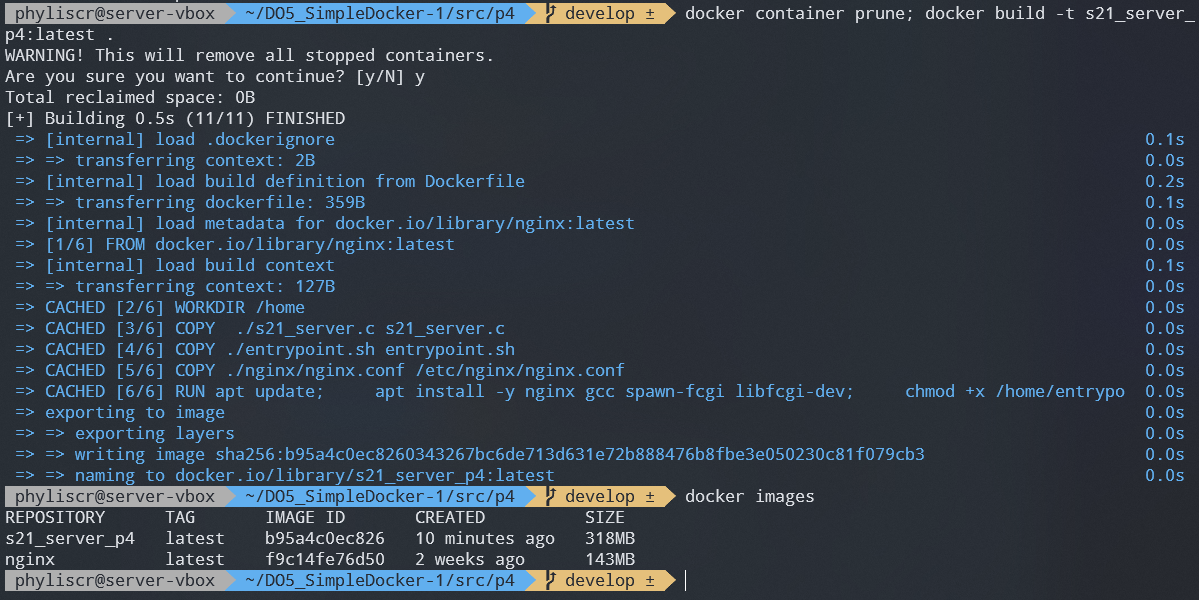 phyliscr@server-vbox ~/DO5_SimpleDocker-1/src/p4 develop ± docker container prune; docker build -t s21_server_
p4:latest .
WARNING! This will remove all stopped containers.
Are you sure you want to continue? [y/N] y
Total reclaimed space: 0B
[+] Building 0.5s (11/11) FINISHED
=> [internal] load .dockerignore 0.1s
=> => transferring context: 2B 0.0s
=> [internal] load build definition from Dockerfile 0.2s
=> => transferring dockerfile: 359B 0.1s
=> [internal] load metadata for docker.io/library/nginx:latest 0.0s
=> [1/6] FROM docker.io/library/nginx:latest 0.0s
=> [internal] load build context 0.1s
=> => transferring context: 127B 0.0s
=> CACHED [2/6] WORKDIR /home 0.0s
=> CACHED [3/6] COPY  ./s21_server.c s21_server.c 0.0s
=> CACHED [4/6] COPY ./entrypoint.sh entrypoint.sh 0.0s
=> CACHED [5/6] COPY ./nginx/nginx.conf /etc/nginx/nginx.conf 0.0s
=> CACHED [6/6] RUN apt update;     apt install -y nginx gcc spawn-fcgi libfcgi-dev;     chmod +x /home/entrypo 0.0s
=> exporting to image 0.0s
=> => exporting layers 0.0s
=> => writing image sha256:b95a4c0ec8260343267bc6de713d631e72b888476b8fbe3e050230c81f079cb3 0.0s
=> => naming to docker.io/library/s21_server_p4:latest 0.0s
phyliscr@server-vbox ~/DO5_SimpleDocker-1/src/p4 develop ± docker images
REPOSITORY TAG IMAGE ID CREATED SIZE
s21_server_p4 latest b95a4c0ec826 10 minutes ago 318MB
nginx latest f9c14fe76d50 2 weeks ago 143MB
phyliscr@server-vbox ~/DO5_SimpleDocker-1/src/p4 develop ±